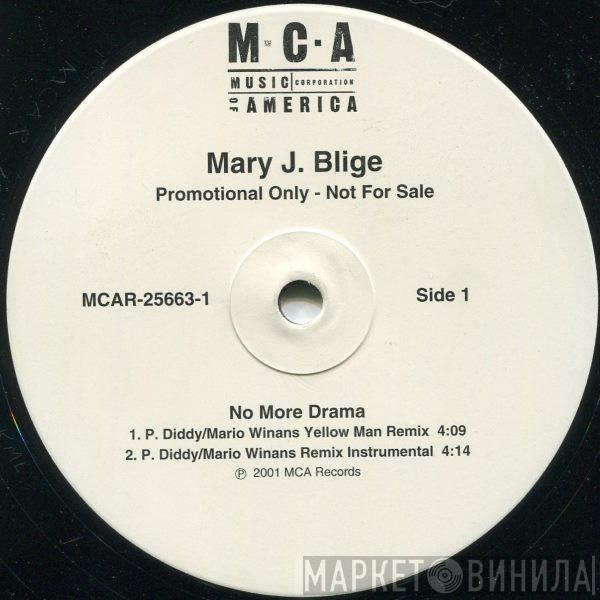 M·C·A
MUSIC CORPORATION
OF AMERICA
Mary J. Blige
Promotional Only - Not For Sale
MCAR-25663-1
Side 1
No More Drama
1. P. Diddy/Mario Winans Yellow Man Remix 4:09
2. P. Diddy/Mario Winans Remix Instrumental 4:14
℗ 2001 MCA Records
МАРКЕТ ВИНИЛА